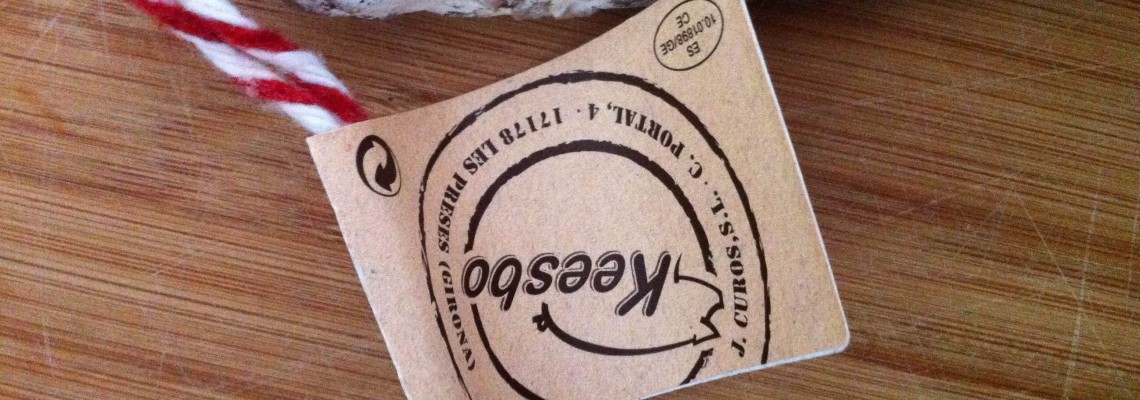 J. CUROS, S.L. · C. PORTAL, 4 · 17178 LES PRESES (GIRONA)
Keesbo
ES
10.01898/GE
CE